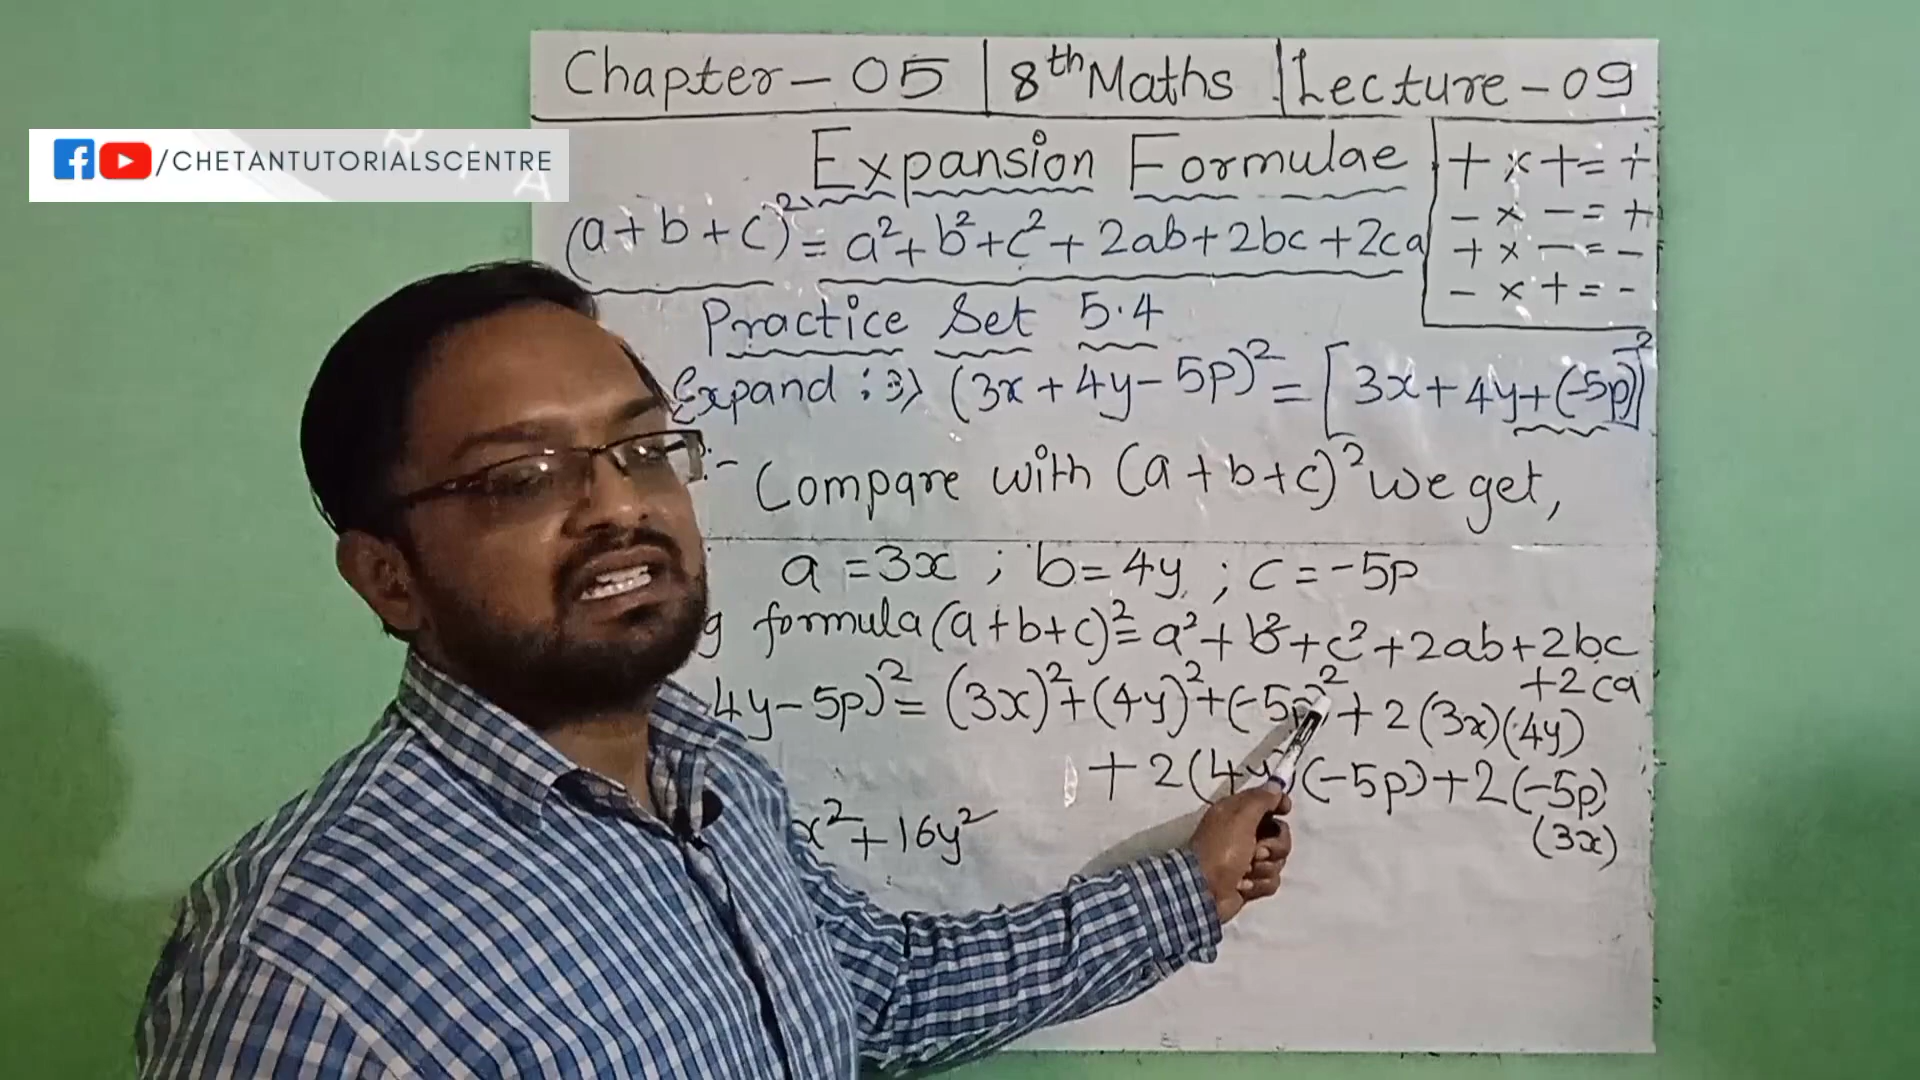 Chapter - 05 | 8th Maths | Lecture - 09
/CHETANTUTORIALSCENTRE
Expansion Formulae
+ × + = +
- × - = +
+ × - = -
- × + = -
(a + b + c)² = a² + b² + c² + 2ab + 2bc + 2ca
Practice Set 5.4
Expand : 3) (3x + 4y - 5p)² = [3x + 4y + (-5p)]²
:- Compare with (a + b + c)² we get,
a = 3x ; b = 4y ; c = -5p
formula (a + b + c)² = a² + b² + c² + 2ab + 2bc
+ 2ca
4y - 5p)² = (3x)² + (4y)² + (-5p)² + 2(3x)(4y)
+ 2(4y)(-5p) + 2(-5p)
(3x)
x² + 16y²